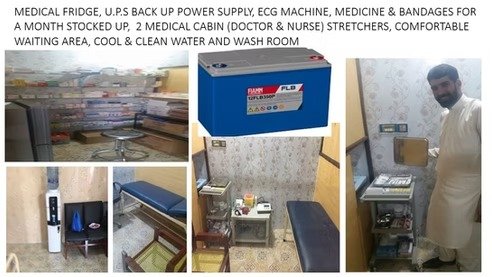 MEDICAL FRIDGE, U.P.S BACK UP POWER SUPPLY, ECG MACHINE, MEDICINE & BANDAGES FOR
A MONTH STOCKED UP,  2 MEDICAL CABIN (DOCTOR & NURSE) STRETCHERS, COMFORTABLE
WAITING AREA, COOL & CLEAN WATER AND WASH ROOM
FIAMM
FLB
12FLB350P